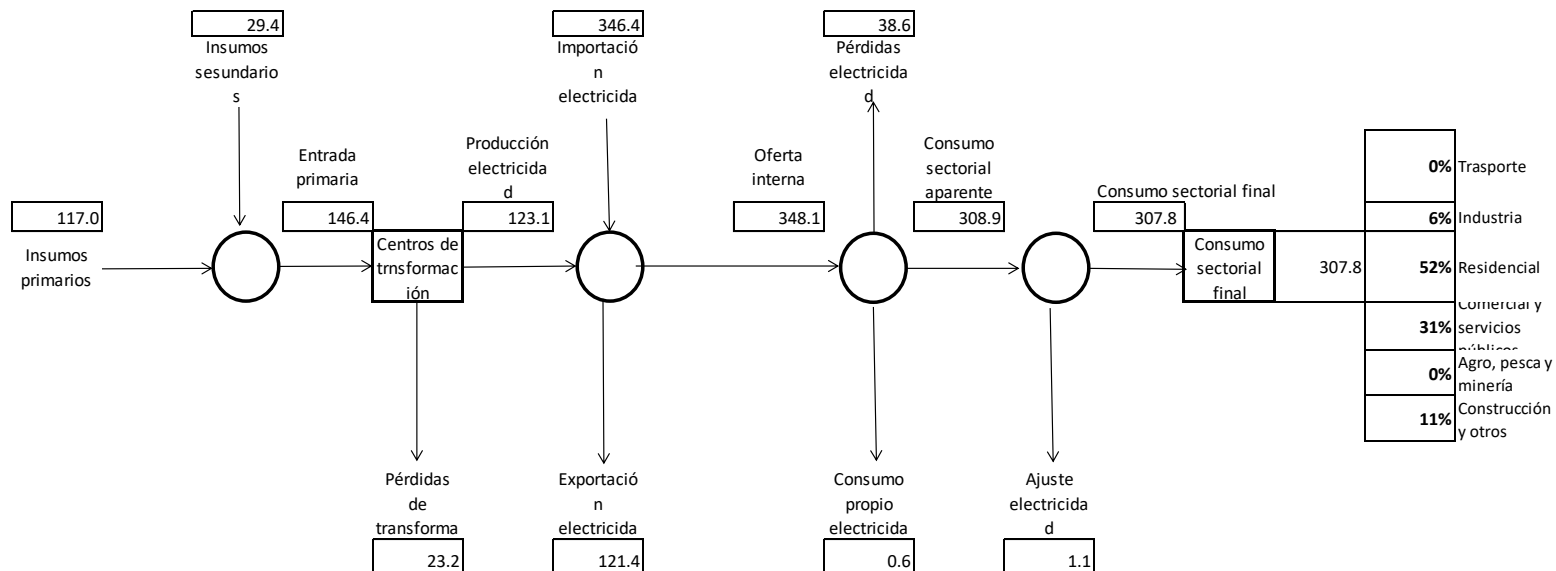 29.4
Insumos
sesundario
s
346.4
Importació
n
electricida
38.6
Pérdidas
electricida
d
Entrada
primaria
Producción
electricida
d
Oferta
interna
Consumo
sectorial
aparente
Consumo sectorial final
117.0
146.4
123.1
348.1
308.9
307.8
Insumos
primarios
Centros de
trnsformac
ión
Consumo
sectorial
final
307.8
0% Trasporte
6% Industria
52% Residencial
31% Comercial y
servicios
públicos
0% Agro, pesca y
minería
11% Construcción
y otros
Pérdidas
de
transforma
23.2
Exportació
n
electricida
121.4
Consumo
propio
electricida
0.6
Ajuste
electricida
d
1.1